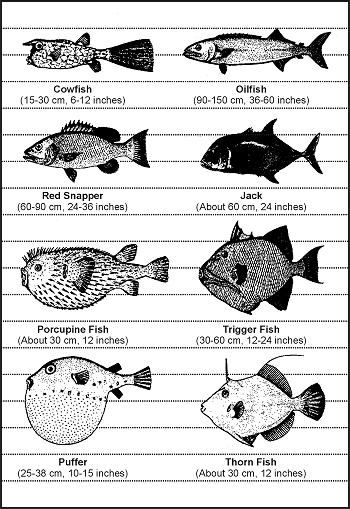 Cowfish
(15-30 cm, 6-12 inches)
Oilfish
(90-150 cm, 36-60 inches)
Red Snapper
(60-90 cm, 24-36 inches)
Jack
(About 60 cm, 24 inches)
Porcupine Fish
(About 30 cm, 12 inches)
Trigger Fish
(30-60 cm, 12-24 inches)
Puffer
(25-38 cm, 10-15 inches)
Thorn Fish
(About 30 cm, 12 inches)